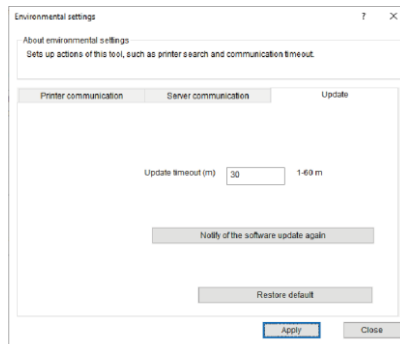 Environmental settings ? X
About environmental settings
Sets up actions of this tool, such as printer search and communication timeout.
Printer communication Server communication Update
Update timeout (m) 30 1-60 m
Notify of the software update again
Restore default
Apply Close